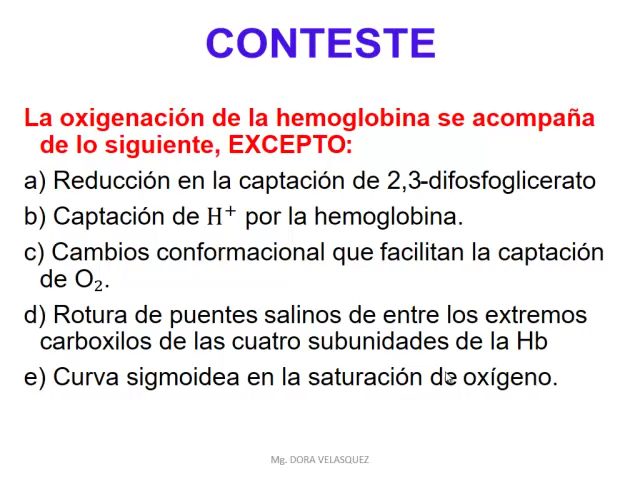 CONTESTE
La oxigenación de la hemoglobina se acompaña
de lo siguiente, EXCEPTO:
a) Reducción en la captación de 2,3-difosfoglicerato
b) Captación de H⁺ por la hemoglobina.
c) Cambios conformacional que facilitan la captación
de O₂.
d) Rotura de puentes salinos de entre los extremos
carboxilos de las cuatro subunidades de la Hb
e) Curva sigmoidea en la saturación de oxígeno.
Mg. DORA VELASQUEZ